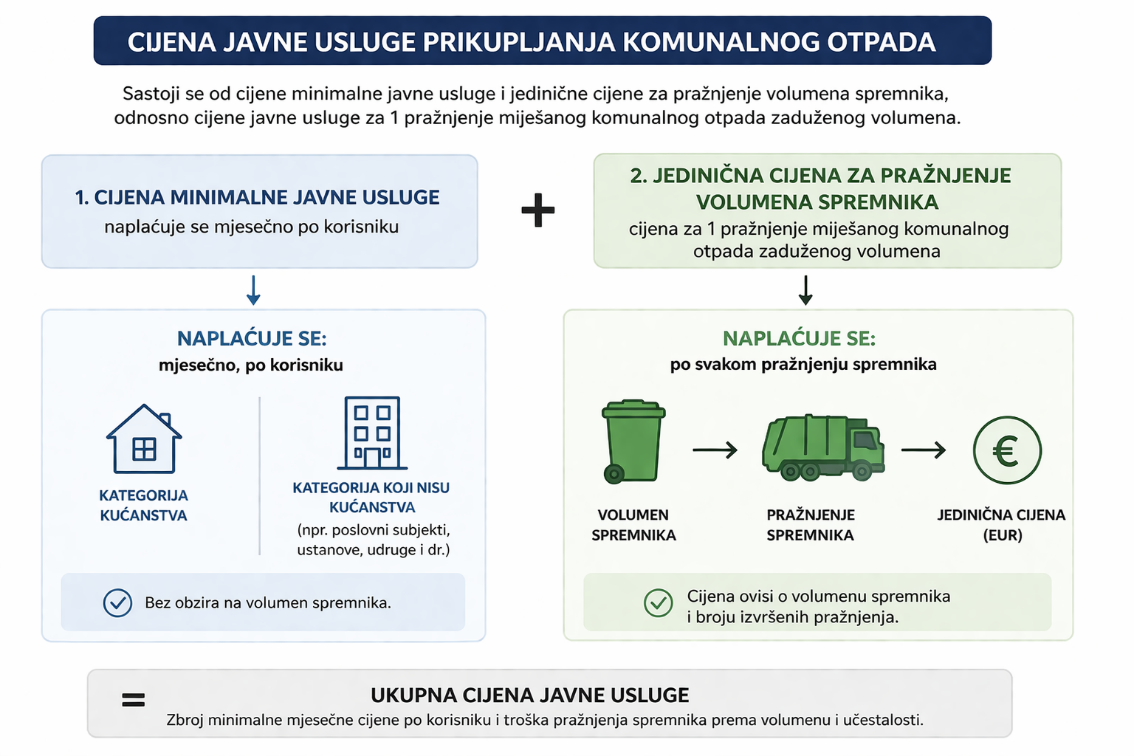 CIJENA JAVNE USLUGE PRIKUPLJANJA KOMUNALNOG OTPADA
Sastoji se od cijene minimalne javne usluge i jedinične cijene za pražnjenje volumena spremnika,
odnosno cijene javne usluge za 1 pražnjenje miješanog komunalnog otpada zaduženog volumena.
1. CIJENA MINIMALNE JAVNE USLUGE
naplaćuje se mjesečno po korisniku
+
2. JEDINIČNA CIJENA ZA PRAŽNJENJE
VOLUMENA SPREMNIKA
cijena za 1 pražnjenje miješanog komunalnog
otpada zaduženog volumena
NAPLAĆUJE SE:
mjesečno, po korisniku
KATEGORIJA
KUĆANSTVA
KATEGORIJA KOJI NISU
KUĆANSTVA
(npr. poslovni subjekti,
ustanove, udruge i dr.)
Bez obzira na volumen spremnika.
NAPLAĆUJE SE:
po svakom pražnjenju spremnika
€
VOLUMEN
SPREMNIKA
PRAŽNJENJE
SPREMNIKA
JEDINIČNA CIJENA
(EUR)
Cijena ovisi o volumenu spremnika
i broju izvršenih pražnjenja.
=
UKUPNA CIJENA JAVNE USLUGE
Zbroj minimalne mjesečne cijene po korisniku i troška pražnjenja spremnika prema volumenu i učestalosti.